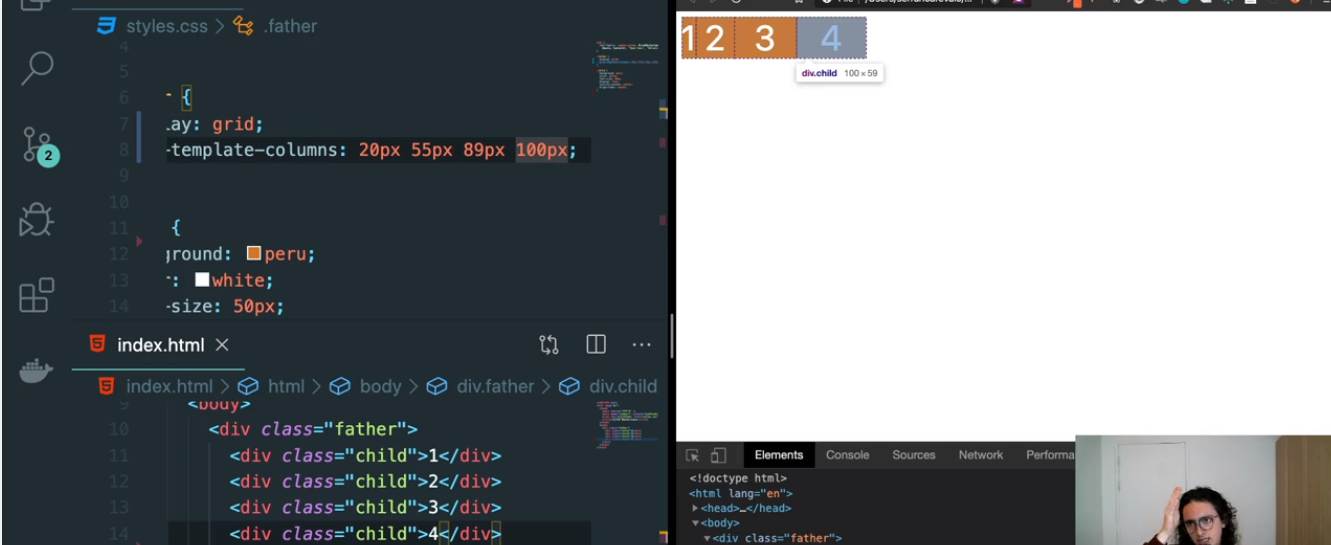 styles.css > .father
4
5
6 {
7 lay: grid;
8 -template-columns: 20px 55px 89px 100px;
9
10
11 {
12 ground: peru;
13 : white;
14 -size: 50px;
2
index.html ×
index.html > html > body > div.father > div.child
9 <body>
10 <div class="father">
11 <div class="child">1</div>
12 <div class="child">2</div>
13 <div class="child">3</div>
14 <div class="child">4</div>
1 2 3 4
div.child 100 × 59
Elements Console Sources Network Performa
<!doctype html>
<html lang="en">
<head>…</head>
<body>
<div class="father">